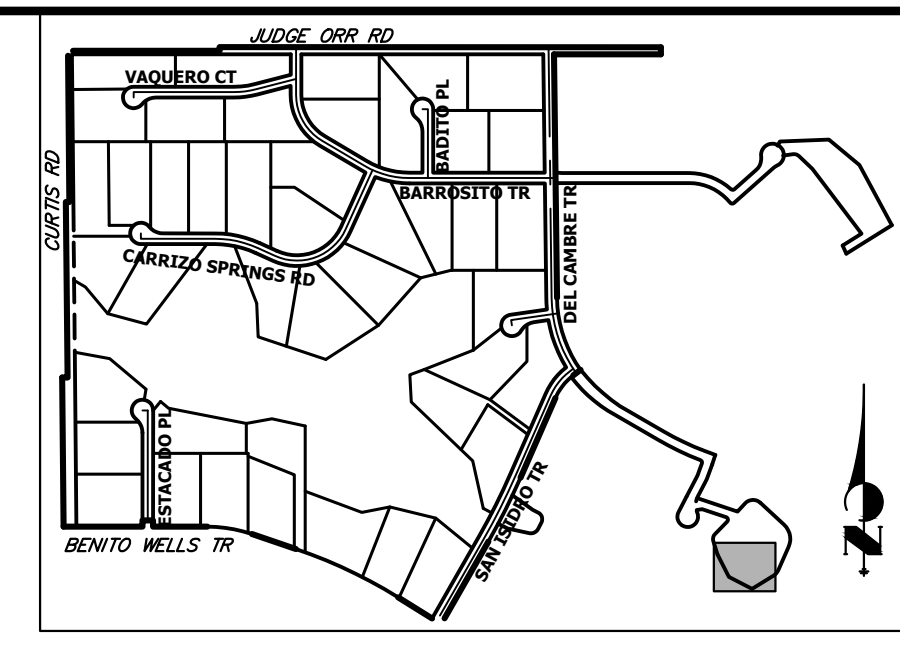 JUDGE ORR RD
VAQUERO CT
BADITO PL
CURTIS RD
BARROSITO TR
DEL CAMBRE TR
CARRIZO SPRINGS RD
ESTACADO PL
SAN ISIDRO TR
BENITO WELLS TR
N